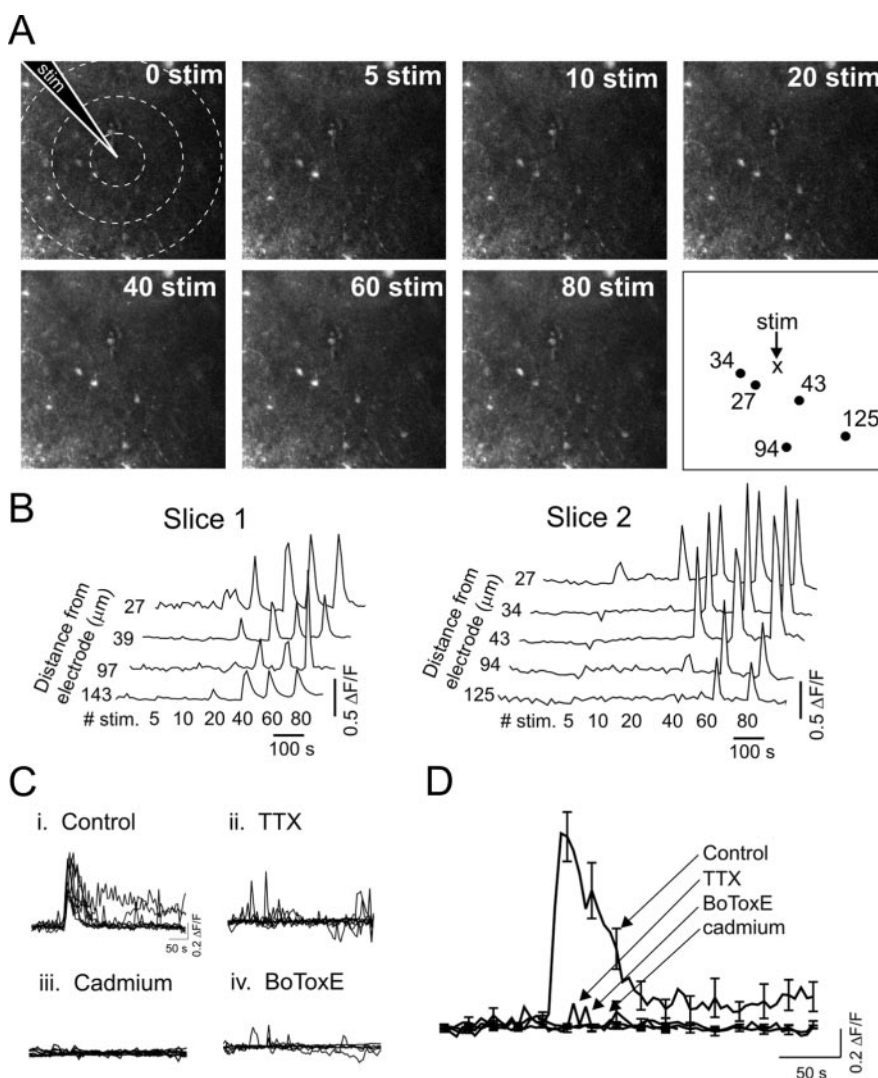 A
stim
0 stim
5 stim
10 stim
20 stim
40 stim
60 stim
80 stim
stim
x
34
27
43
94
125
B
Slice 1
Slice 2
Distance from
electrode (μm)
27
39
97
143
# stim. 5 10 20 40 60 80
100 s
0.5 ΔF/F
Distance from
electrode (μm)
27
34
43
94
125
# stim. 5 10 20 40 60 80
100 s
0.5 ΔF/F
C
i. Control
ii. TTX
50 s
0.2 ΔF/F
iii. Cadmium
iv. BoToxE
D
Control
TTX
BoToxE
cadmium
50 s
0.2 ΔF/F